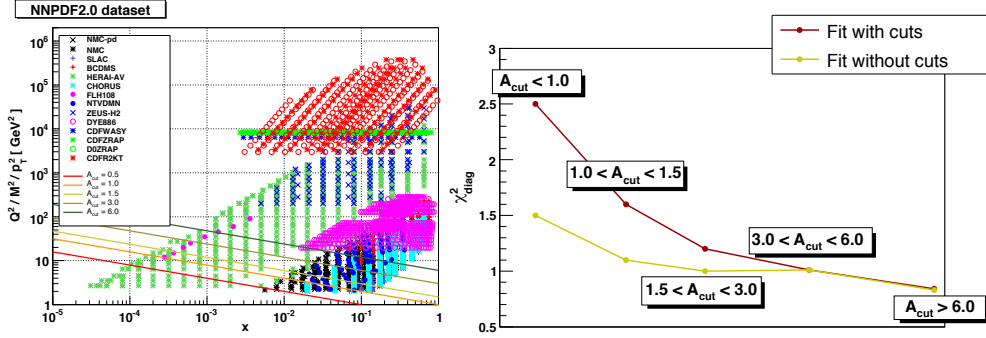 NNPDF2.0 dataset
Q² / M² / p_T² [ GeV² ]
10⁶
10⁵
10⁴
10³
10²
10
1
NMC-pd
NMC
SLAC
BCDMS
HERAI-AV
CHORUS
FLH108
NTVDMN
ZEUS-H2
DYE886
CDFWASY
CDFZRAP
D0ZRAP
CDFR2KT
A_cut = 0.5
A_cut = 1.0
A_cut = 1.5
A_cut = 3.0
A_cut = 6.0
10⁻⁵ 10⁻⁴ 10⁻³ 10⁻² 10⁻¹ 1
x
Fit with cuts
Fit without cuts
χ²_diag
3
2.5
2
1.5
1
0.5
A_cut < 1.0
1.0 < A_cut < 1.5
3.0 < A_cut < 6.0
1.5 < A_cut < 3.0
A_cut > 6.0